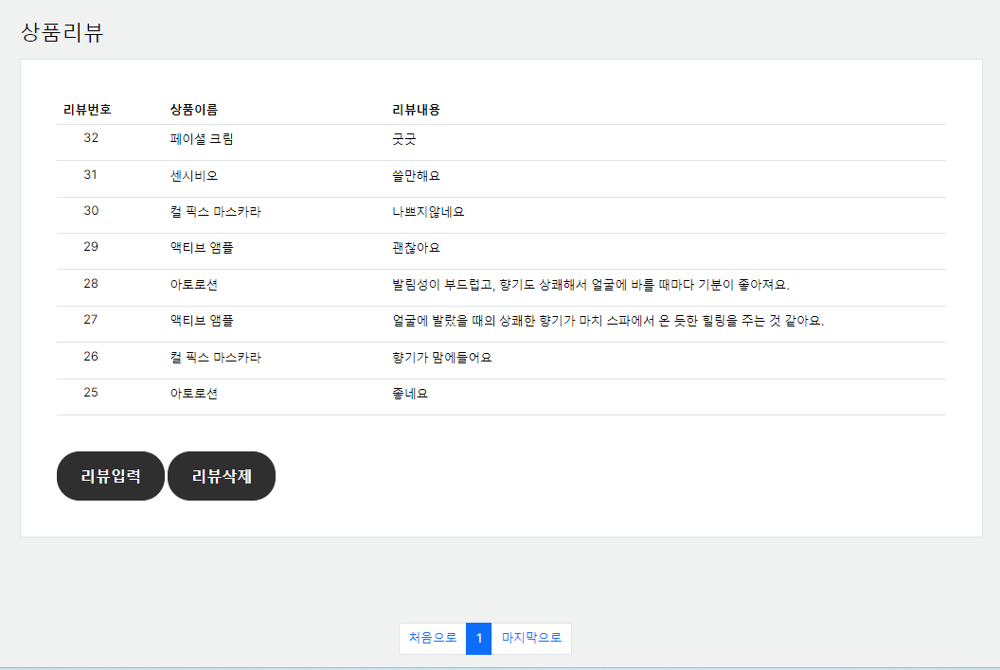 상품리뷰
리뷰번호 상품이름 리뷰내용
32 페이셜 크림 굿굿
31 센시비오 쓸만해요
30 컬 픽스 마스카라 나쁘지않네요
29 액티브 앰플 괜찮아요
28 아토로션 발림성이 부드럽고, 향기도 상쾌해서 얼굴에 바를 때마다 기분이 좋아져요.
27 액티브 앰플 얼굴에 발랐을 때의 상쾌한 향기가 마치 스파에서 온 듯한 힐링을 주는 것 같아요.
26 컬 픽스 마스카라 향기가 맘에들어요
25 아토로션 좋네요
리뷰입력 리뷰삭제
처음으로 1 마지막으로